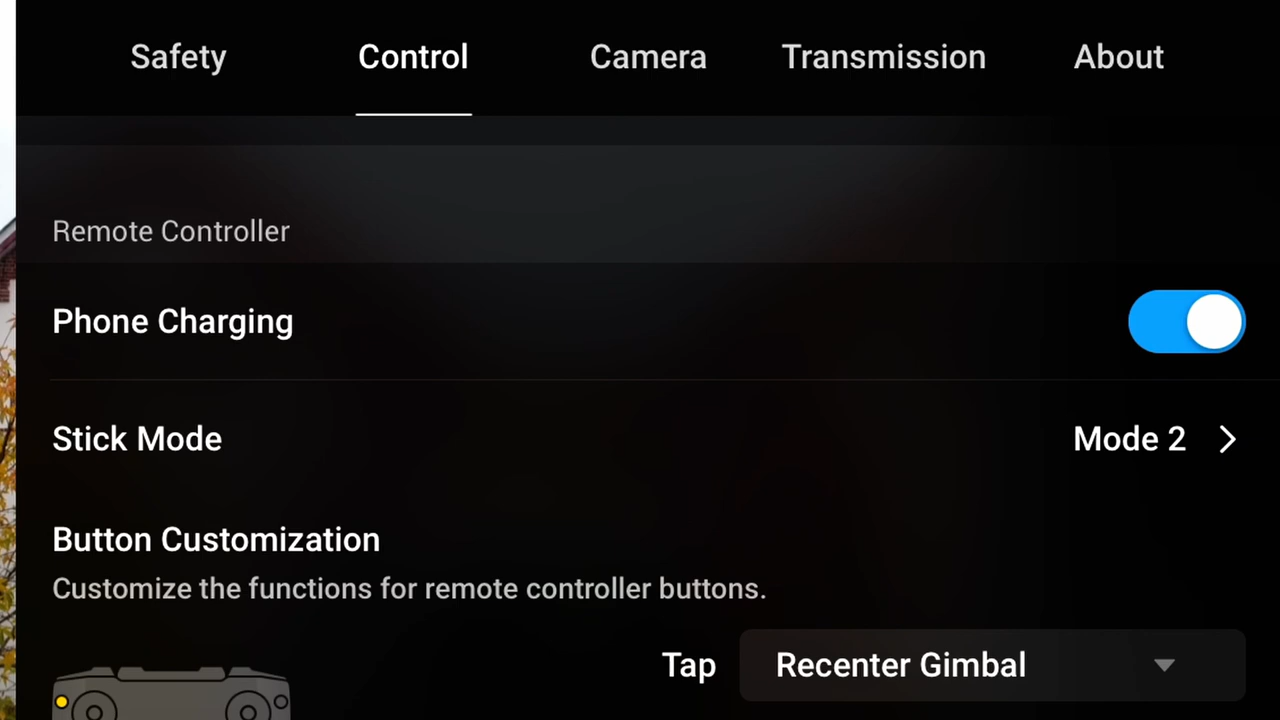 Safety Control Camera Transmission About
Remote Controller
Phone Charging
Stick Mode Mode 2
Button Customization
Customize the functions for remote controller buttons.
Tap Recenter Gimbal